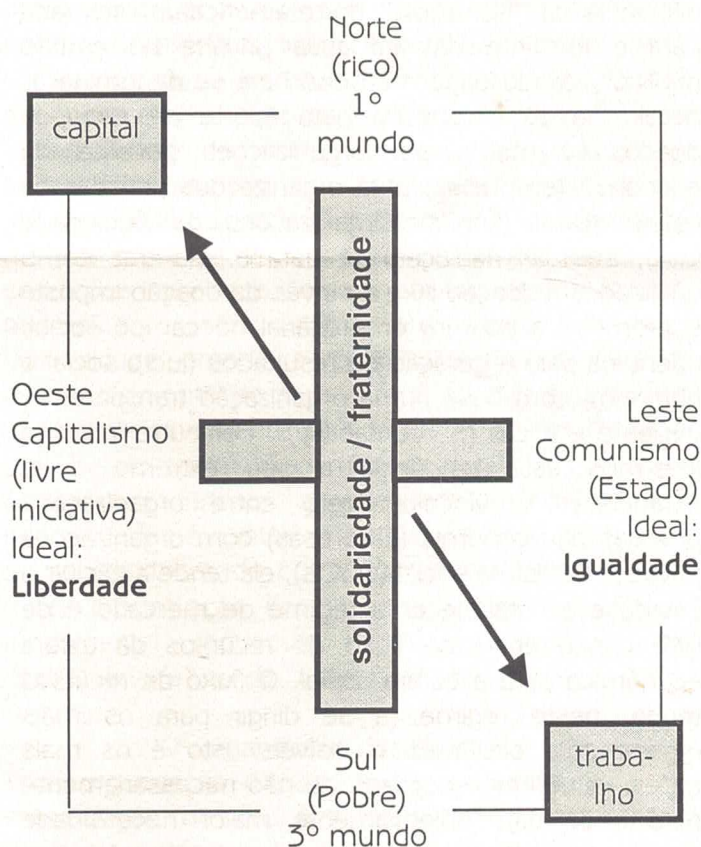 Norte
(rico)
1º
mundo
capital
solidariedade / fraternidade
Oeste
Capitalismo
(livre
iniciativa)
Ideal:
Liberdade
Leste
Comunismo
(Estado)
Ideal:
Igualdade
Sul
(Pobre)
3º mundo
traba-
lho